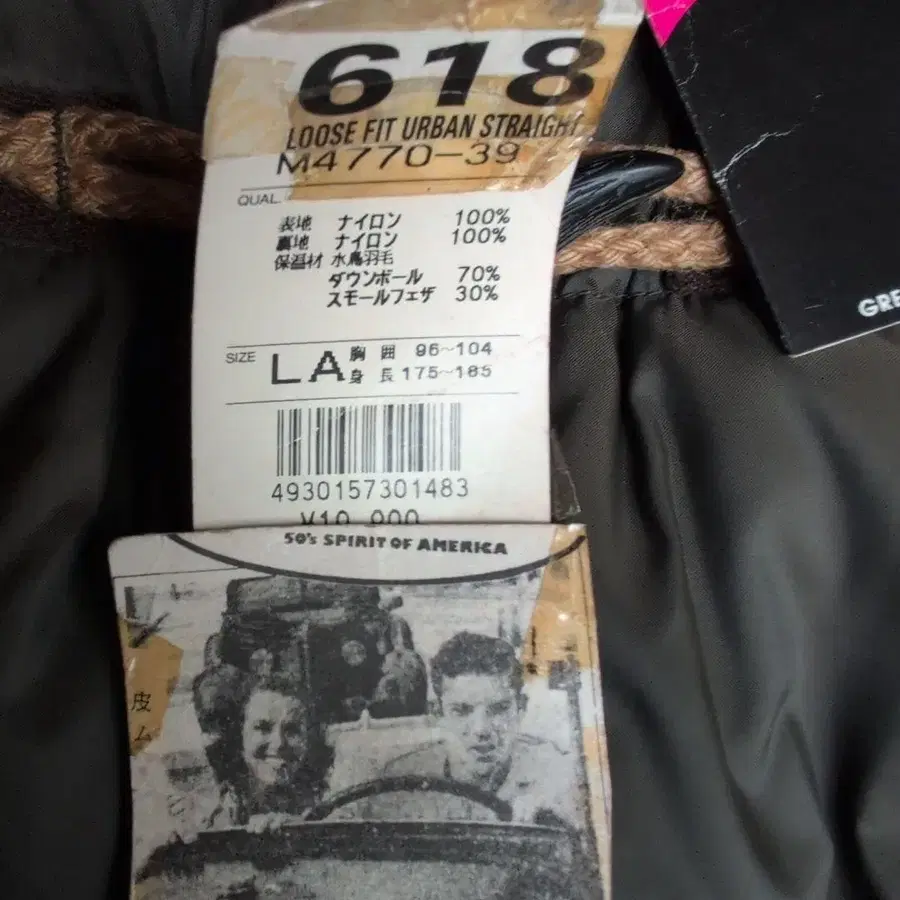 618
LOOSE FIT URBAN STRAIGHT
M4770-39
QUAL.
表地 ナイロン 100%
裏地 ナイロン 100%
保温材 水鳥羽毛
ダウンボール 70%
スモールフェザ 30%
SIZE LA 胸囲 96~104
身長 175~185
4930157301483
¥10,900
50's SPIRIT OF AMERICA
皮
ム
GRE